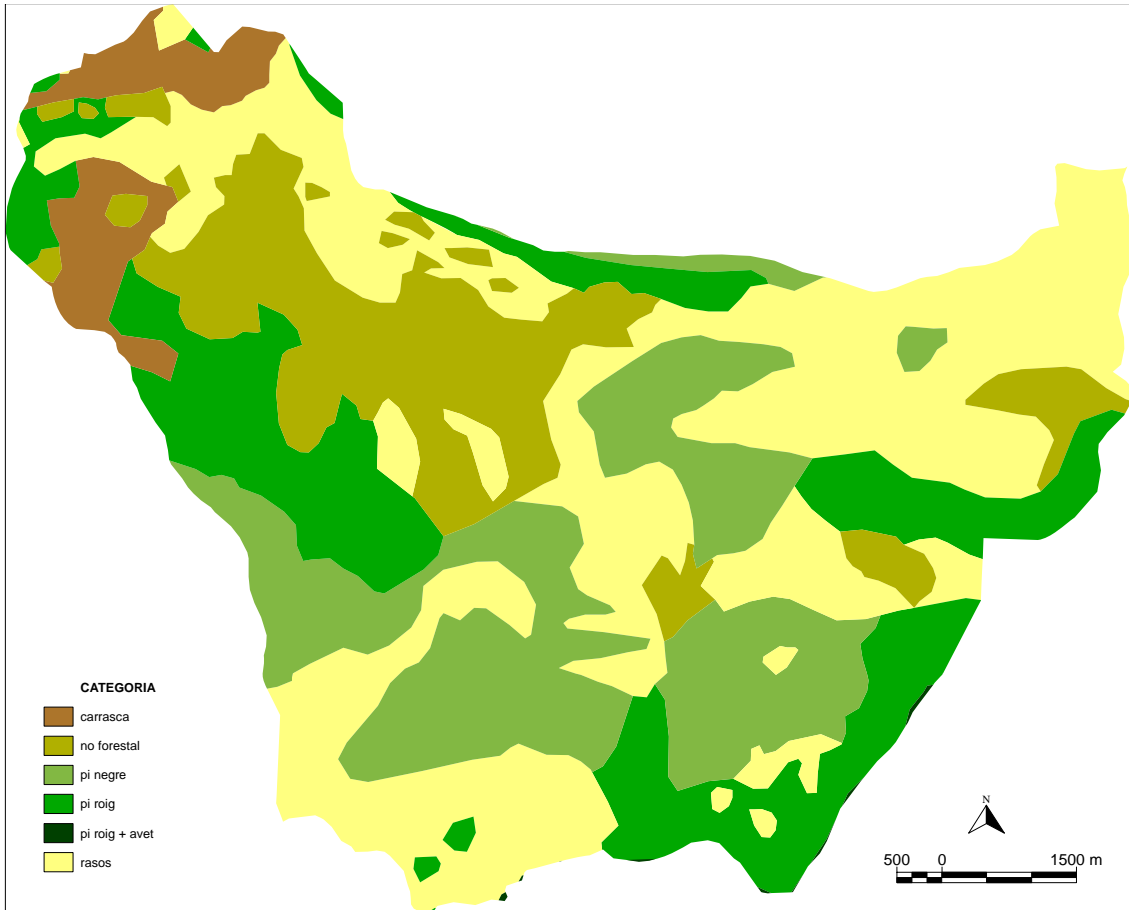 CATEGORIA
carrasca
no forestal
pi negre
pi roig
pi roig + avet
rasos
N
500 0 1500 m